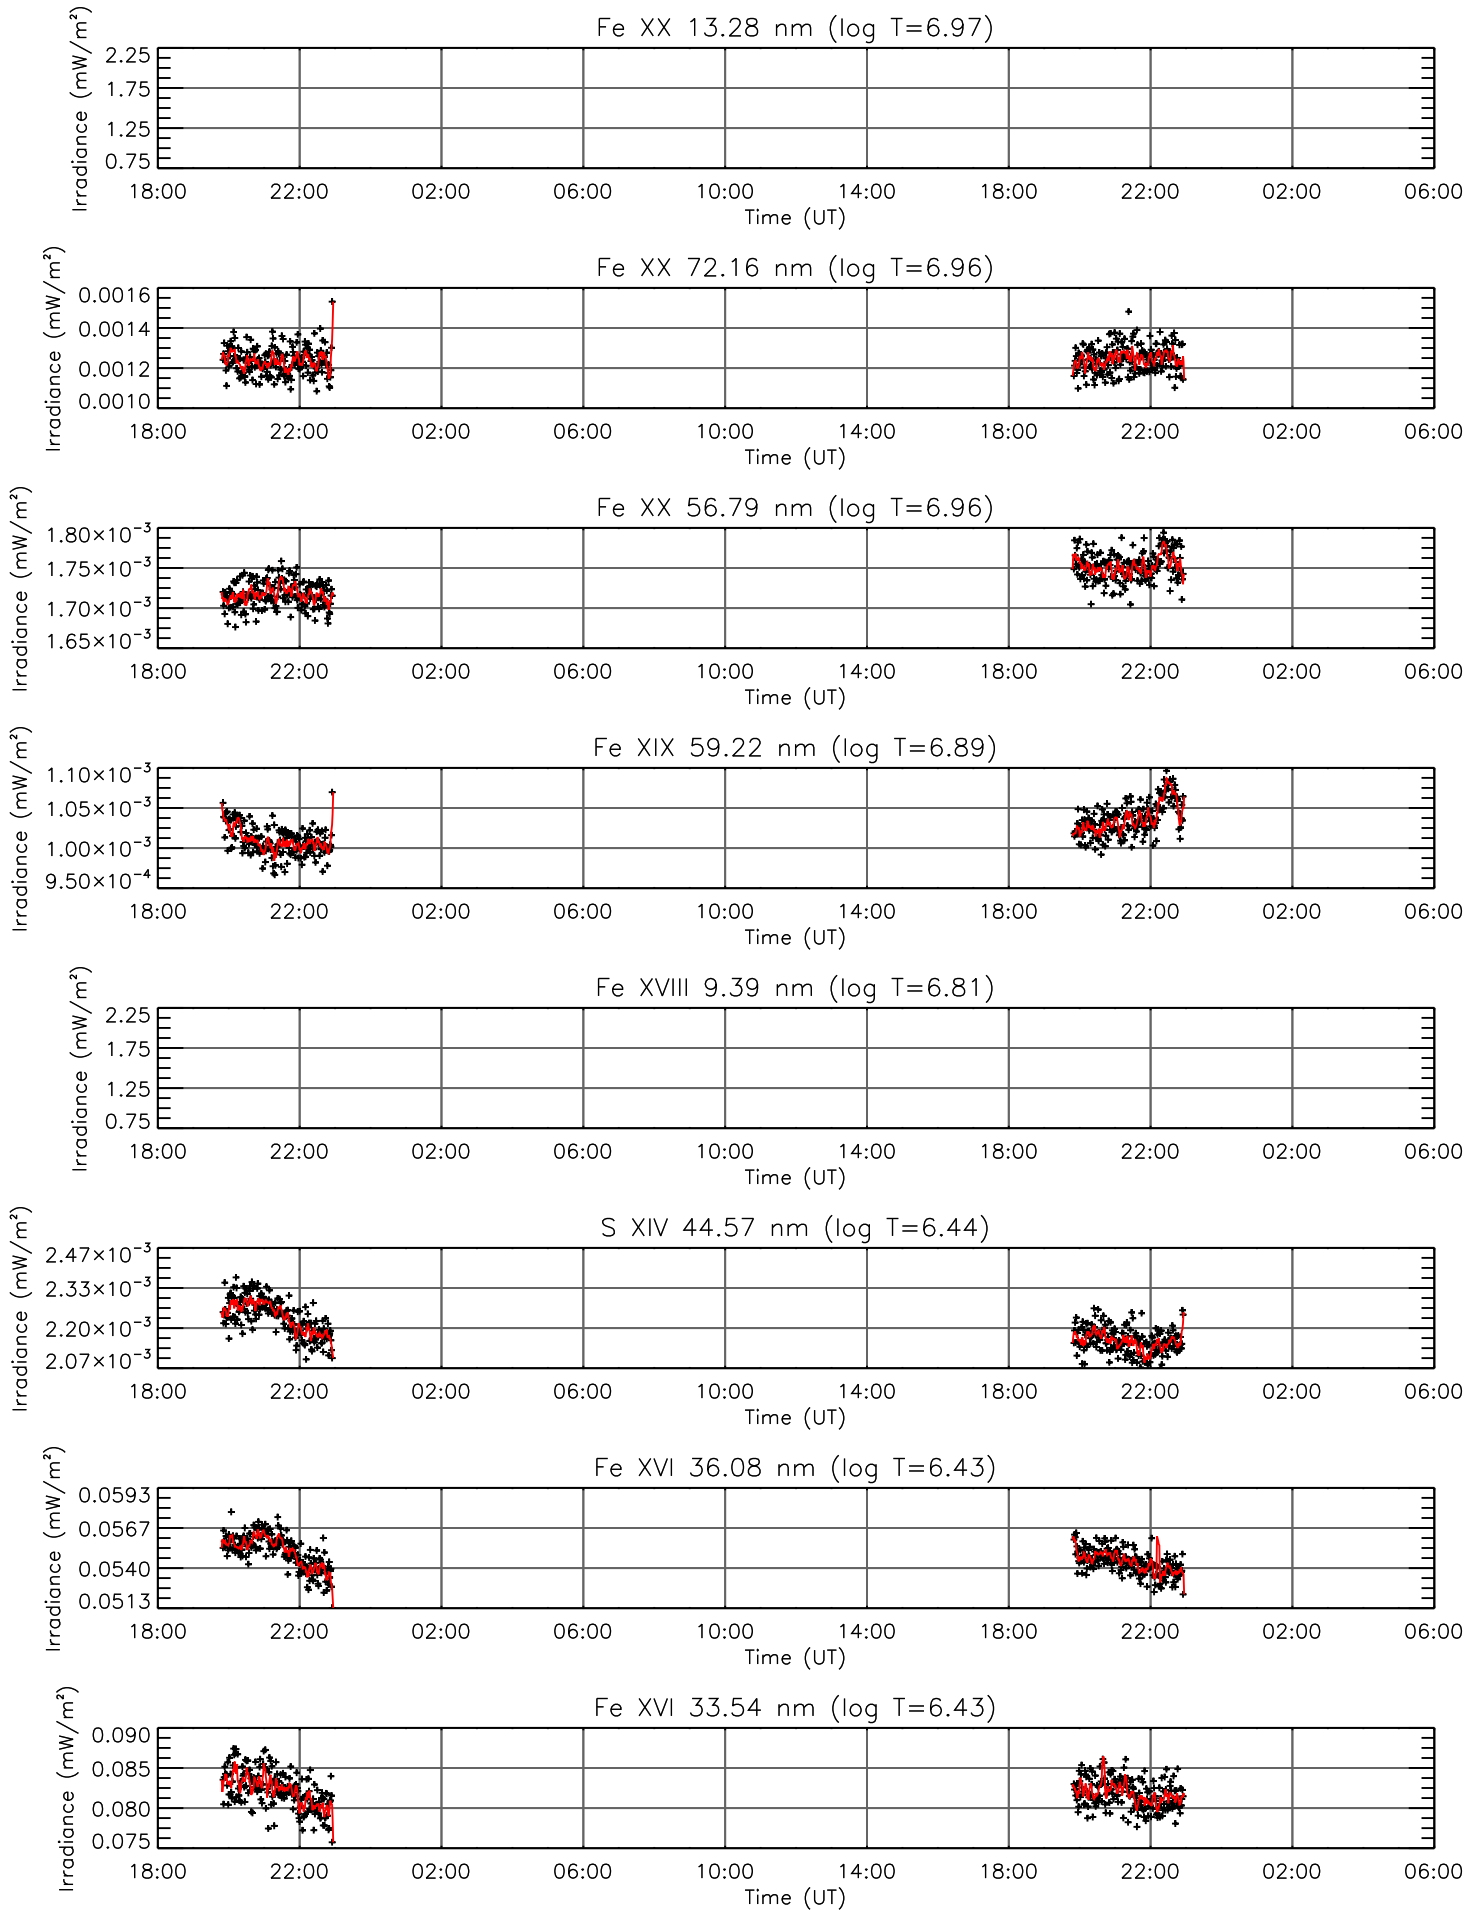 Fe XX 13.28 nm (log T=6.97)
Irradiance (mW/m²)
2.25
1.75
1.25
0.75
18:00 22:00 02:00 06:00 10:00 14:00 18:00 22:00 02:00 06:00
Time (UT)
Fe XX 72.16 nm (log T=6.96)
Irradiance (mW/m²)
0.0016
0.0014
0.0012
0.0010
18:00 22:00 02:00 06:00 10:00 14:00 18:00 22:00 02:00 06:00
Time (UT)
Fe XX 56.79 nm (log T=6.96)
Irradiance (mW/m²)
1.80×10⁻³
1.75×10⁻³
1.70×10⁻³
1.65×10⁻³
18:00 22:00 02:00 06:00 10:00 14:00 18:00 22:00 02:00 06:00
Time (UT)
Fe XIX 59.22 nm (log T=6.89)
Irradiance (mW/m²)
1.10×10⁻³
1.05×10⁻³
1.00×10⁻³
9.50×10⁻⁴
18:00 22:00 02:00 06:00 10:00 14:00 18:00 22:00 02:00 06:00
Time (UT)
Fe XVIII 9.39 nm (log T=6.81)
Irradiance (mW/m²)
2.25
1.75
1.25
0.75
18:00 22:00 02:00 06:00 10:00 14:00 18:00 22:00 02:00 06:00
Time (UT)
S XIV 44.57 nm (log T=6.44)
Irradiance (mW/m²)
2.47×10⁻³
2.33×10⁻³
2.20×10⁻³
2.07×10⁻³
18:00 22:00 02:00 06:00 10:00 14:00 18:00 22:00 02:00 06:00
Time (UT)
Fe XVI 36.08 nm (log T=6.43)
Irradiance (mW/m²)
0.0593
0.0567
0.0540
0.0513
18:00 22:00 02:00 06:00 10:00 14:00 18:00 22:00 02:00 06:00
Time (UT)
Fe XVI 33.54 nm (log T=6.43)
Irradiance (mW/m²)
0.090
0.085
0.080
0.075
18:00 22:00 02:00 06:00 10:00 14:00 18:00 22:00 02:00 06:00
Time (UT)